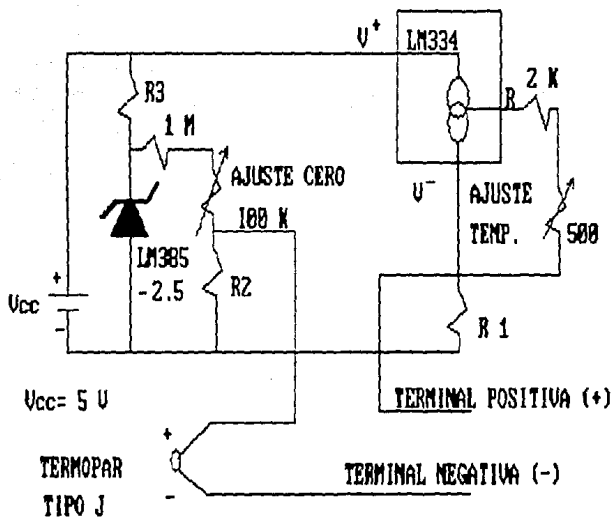 V+
LM334
R3
1 M
R
2 K
AJUSTE CERO
100 K
V-
AJUSTE
TEMP.
500
LM385
-2.5
R2
+
Vcc
-
R 1
Vcc= 5 V
TERMINAL POSITIVA (+)
+
TERMOPAR
TIPO J
-
TERMINAL NEGATIVA (-)